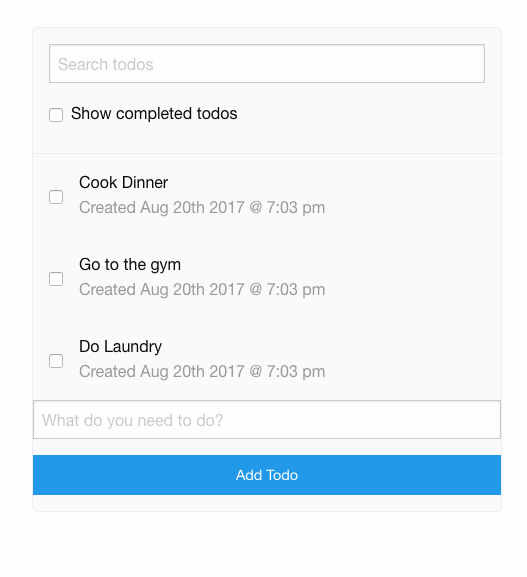 Search todos
Show completed todos
Cook Dinner
Created Aug 20th 2017 @ 7:03 pm
Go to the gym
Created Aug 20th 2017 @ 7:03 pm
Do Laundry
Created Aug 20th 2017 @ 7:03 pm
What do you need to do?
Add Todo